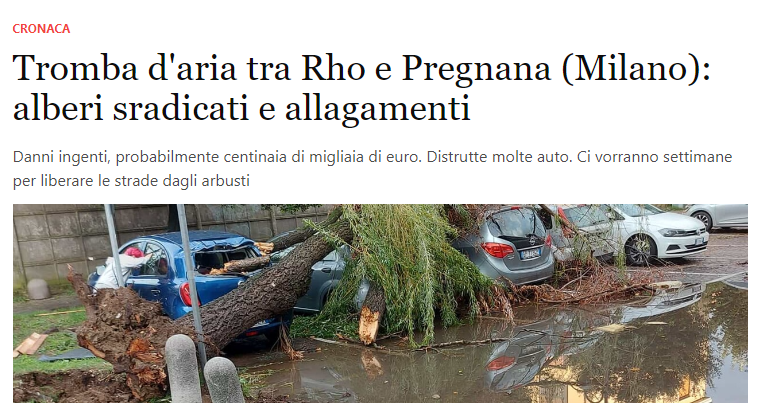 CRONACA
Tromba d'aria tra Rho e Pregnana (Milano):
alberi sradicati e allagamenti
Danni ingenti, probabilmente centinaia di migliaia di euro. Distrutte molte auto. Ci vorranno settimane
per liberare le strade dagli arbusti